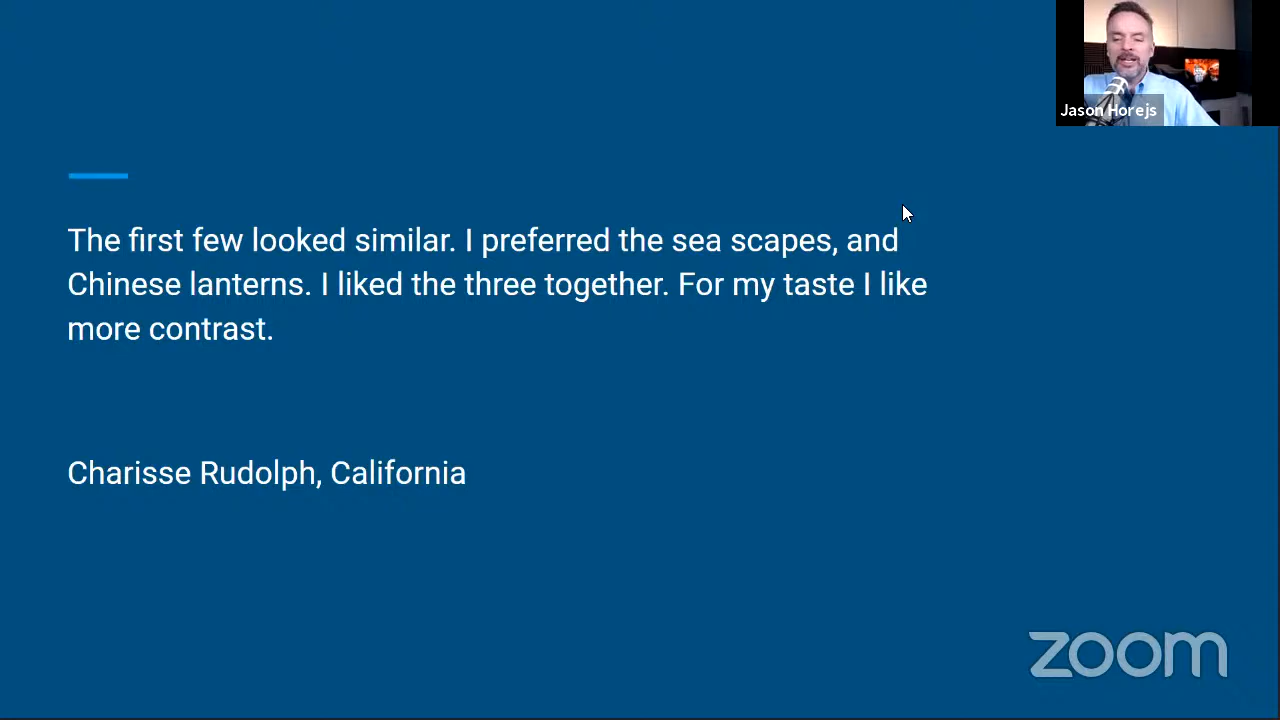 Jason Horejs
The first few looked similar. I preferred the sea scapes, and
Chinese lanterns. I liked the three together. For my taste I like
more contrast.
Charisse Rudolph, California
zoom